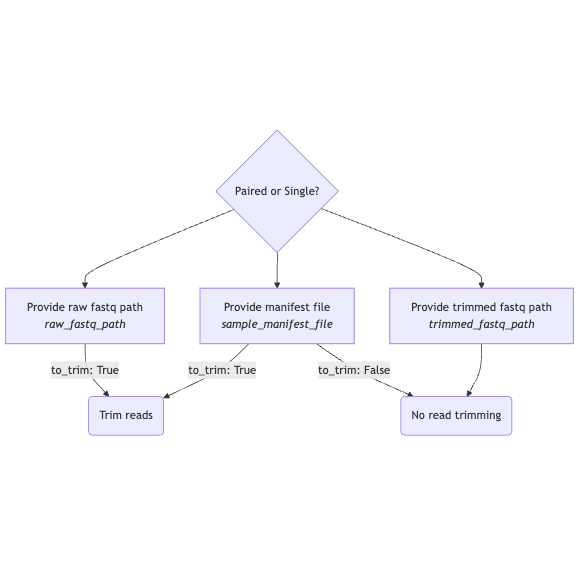 Paired or Single?
Provide raw fastq path
raw_fastq_path
Provide manifest file
sample_manifest_file
Provide trimmed fastq path
trimmed_fastq_path
to_trim: True
to_trim: True
to_trim: False
Trim reads
No read trimming